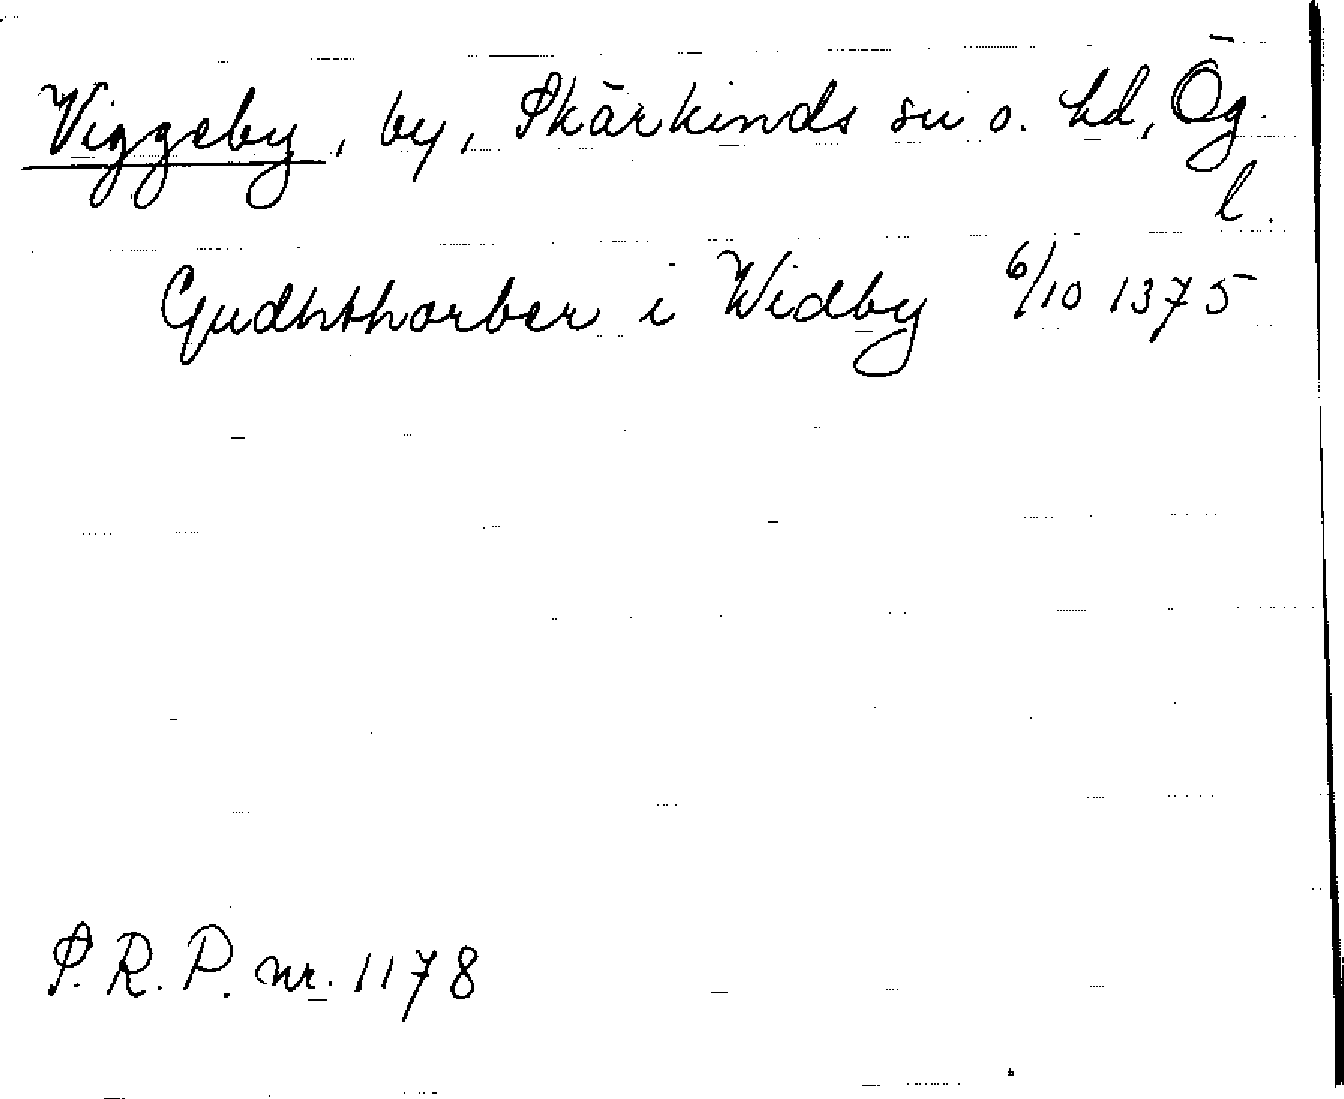 Viggeby, by, Skärkinds sn o. hd, Ög.
l.
Gudhthorber i Widby 6/10 1375
S.R.P. nr. 1178